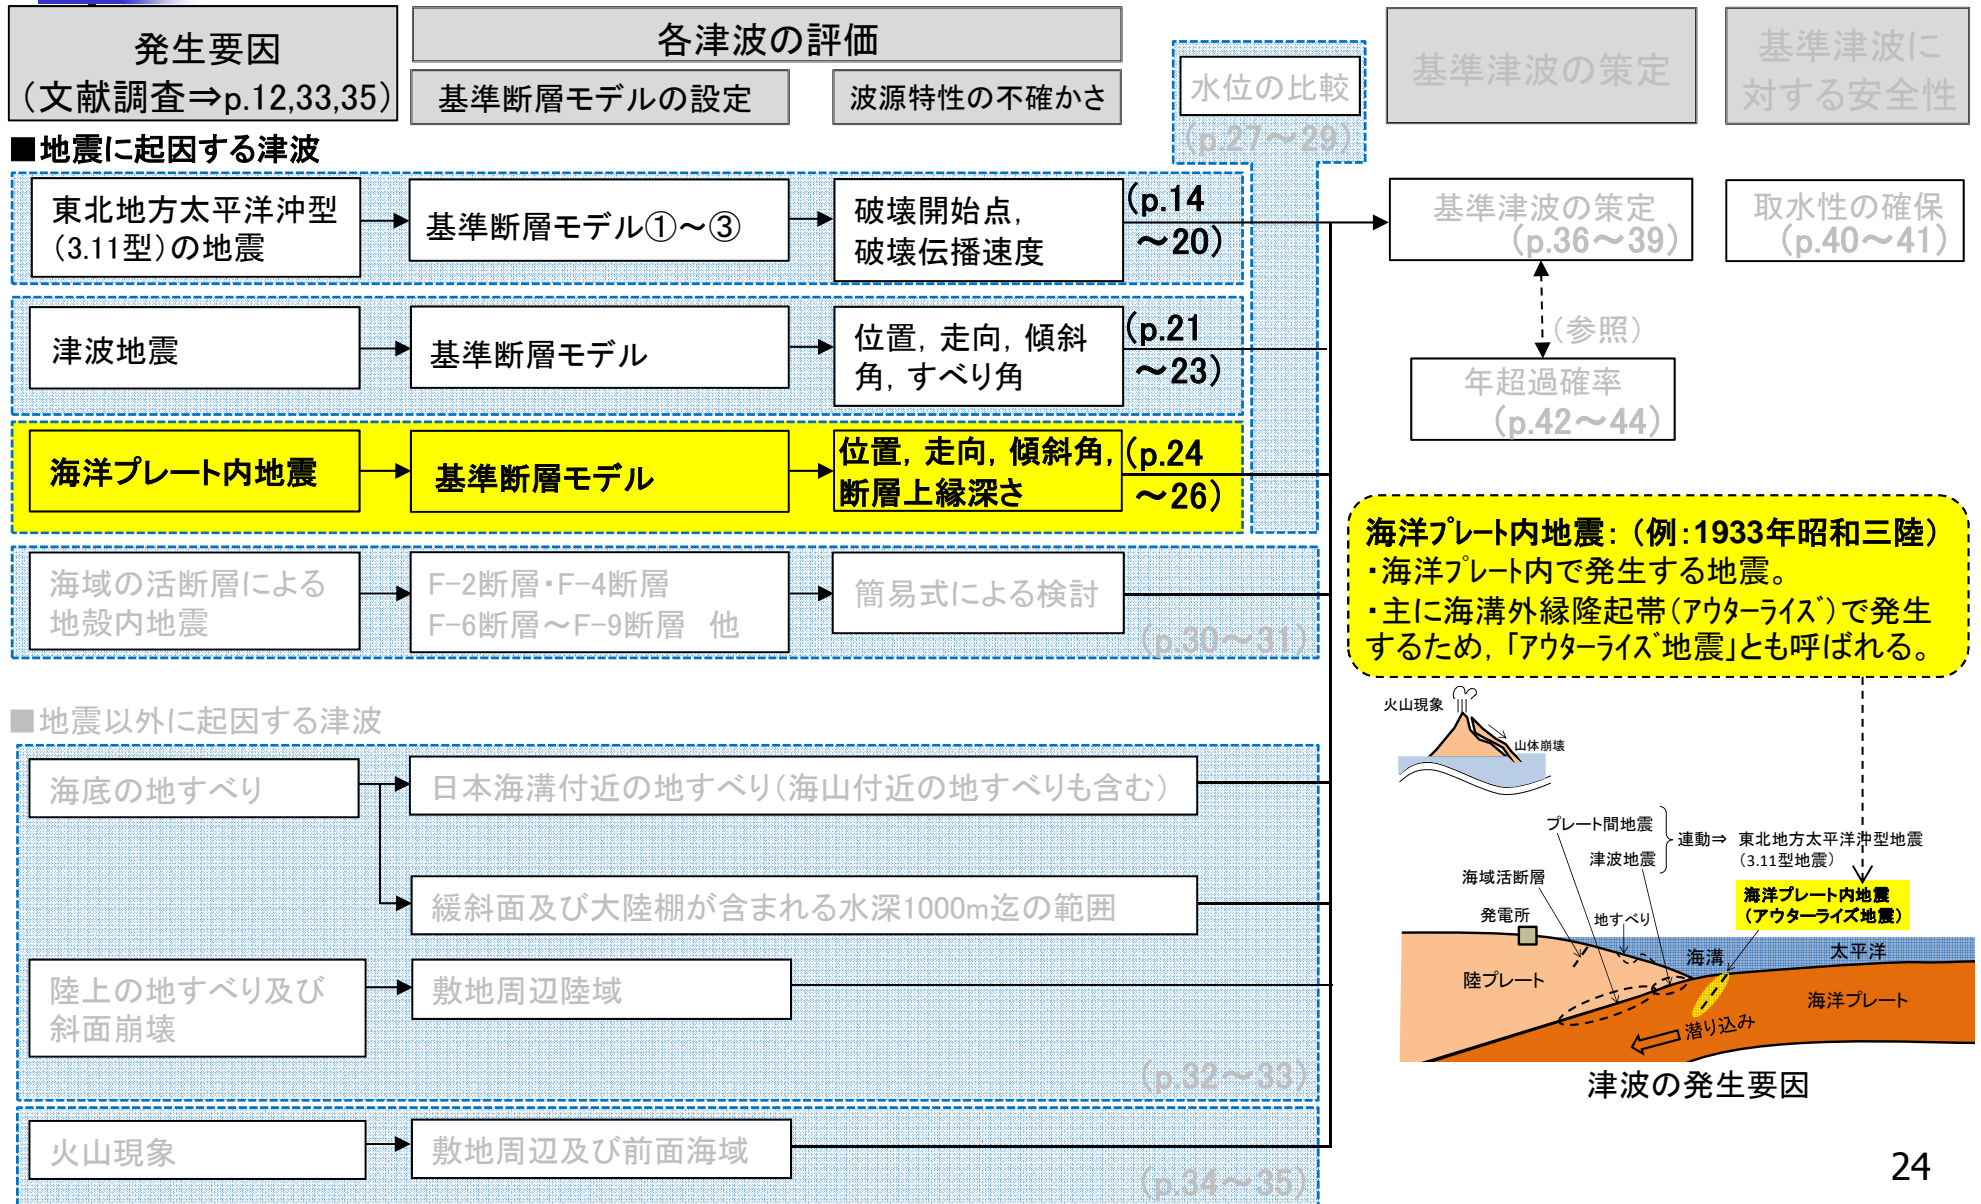 発生要因
(文献調査⇒p.12,33,35)
各津波の評価
基準断層モデルの設定
波源特性の不確かさ
水位の比較
(p.27～29)
基準津波の策定
基準津波に
対する安全性
■地震に起因する津波
東北地方太平洋沖型
(3.11型)の地震
基準断層モデル①～③
破壊開始点,
破壊伝播速度
(p.14
～20)
基準津波の策定
(p.36～39)
取水性の確保
(p.40～41)
(参照)
年超過確率
(p.42～44)
津波地震
基準断層モデル
位置, 走向, 傾斜
角, すべり角
(p.21
～23)
海洋プレート内地震
基準断層モデル
位置, 走向, 傾斜角,
断層上縁深さ
(p.24
～26)
海域の活断層による
地殻内地震
F-2断層・F-4断層
F-6断層～F-9断層 他
簡易式による検討
(p.30～31)
海洋プレート内地震: (例:1933年昭和三陸)
・海洋プレート内で発生する地震。
・主に海溝外縁隆起帯(アウターライズ)で発生
するため, 「アウターライズ地震」とも呼ばれる。
■地震以外に起因する津波
海底の地すべり
日本海溝付近の地すべり(海山付近の地すべりも含む)
緩斜面及び大陸棚が含まれる水深1000m迄の範囲
陸上の地すべり及び
斜面崩壊
敷地周辺陸域
(p.32～33)
火山現象
敷地周辺及び前面海域
(p.34～35)
火山現象
山体崩壊
プレート間地震
津波地震
連動⇒ 東北地方太平洋沖型地震
(3.11型地震)
海域活断層
海洋プレート内地震
(アウターライズ地震)
発電所
地すべり
海溝
太平洋
陸プレート
海洋プレート
潜り込み
津波の発生要因
24